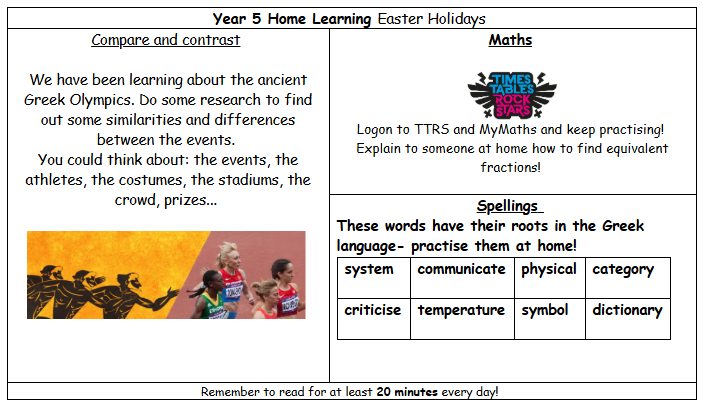 Year 5 Home Learning Easter Holidays
Compare and contrast
We have been learning about the ancient
Greek Olympics. Do some research to find
out some similarities and differences
between the events.
You could think about: the events, the
athletes, the costumes, the stadiums, the
crowd, prizes...
Maths
TIMES
TABLES
ROCK
STARS
Logon to TTRS and MyMaths and keep practising!
Explain to someone at home how to find equivalent
fractions!
Spellings
These words have their roots in the Greek
language- practise them at home!
system communicate physical category
criticise temperature symbol dictionary
Remember to read for at least 20 minutes every day!